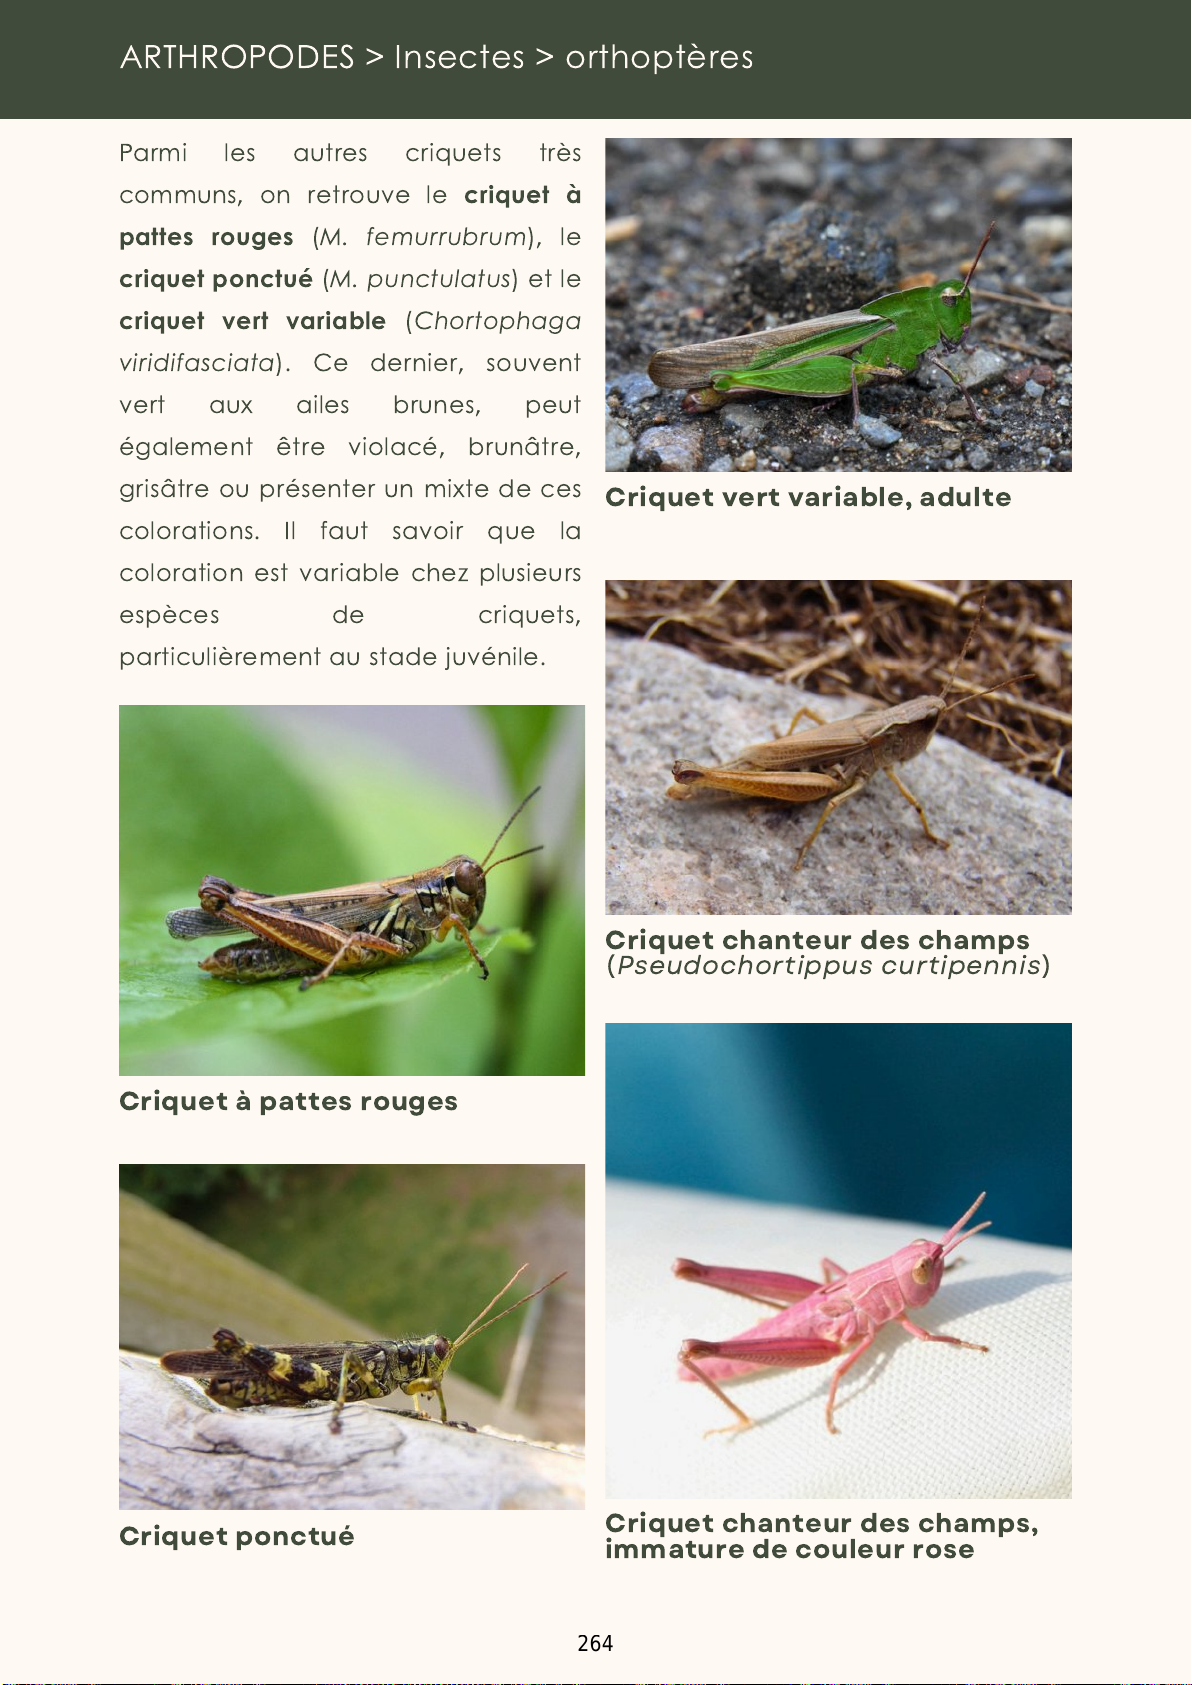 ARTHROPODES > Insectes > orthoptères
Parmi les autres criquets très
communs, on retrouve le criquet à
pattes rouges (M. femurrubrum), le
criquet ponctué (M. punctulatus) et le
criquet vert variable (Chortophaga
viridifasciata). Ce dernier, souvent
vert aux ailes brunes, peut
également être violacé, brunâtre,
grisâtre ou présenter un mixte de ces
colorations. Il faut savoir que la
coloration est variable chez plusieurs
espèces de criquets,
particulièrement au stade juvénile.
Criquet à pattes rouges
Criquet ponctué
Criquet vert variable, adulte
Criquet chanteur des champs
(Pseudochortippus curtipennis)
Criquet chanteur des champs,
immature de couleur rose
264